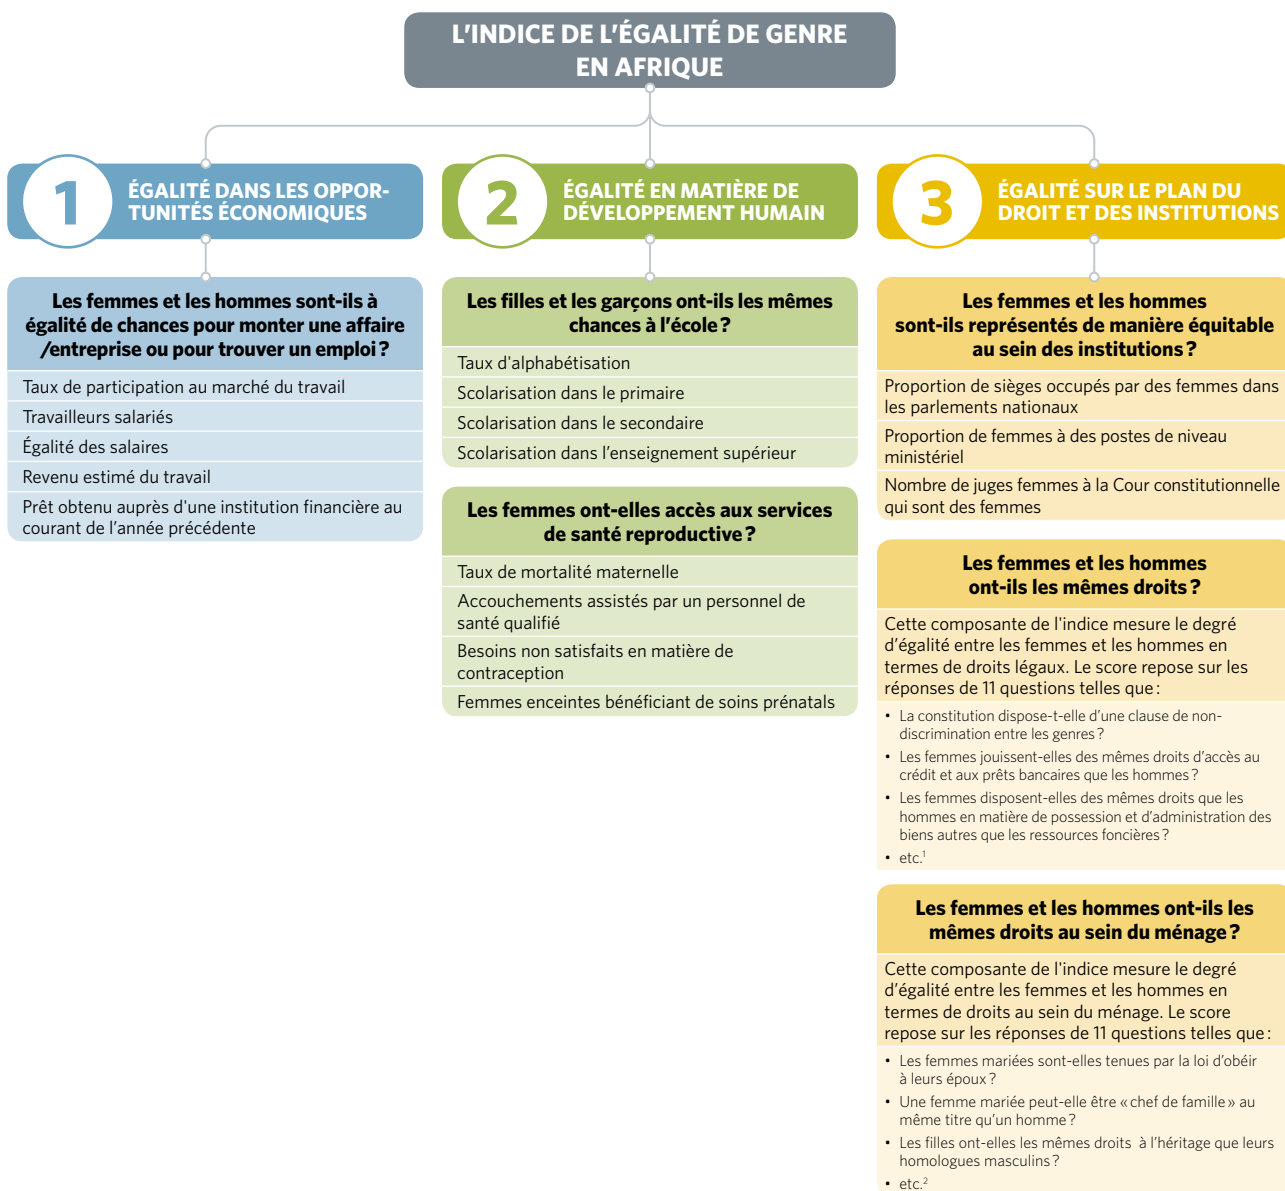 L'INDICE DE L'ÉGALITÉ DE GENRE
EN AFRIQUE
1
ÉGALITÉ DANS LES OPPOR-
TUNITÉS ÉCONOMIQUES
Les femmes et les hommes sont-ils à
égalité de chances pour monter une affaire
/entreprise ou pour trouver un emploi ?
Taux de participation au marché du travail
Travailleurs salariés
Égalité des salaires
Revenu estimé du travail
Prêt obtenu auprès d'une institution financière au
courant de l'année précédente
2
ÉGALITÉ EN MATIÈRE DE
DÉVELOPPEMENT HUMAIN
Les filles et les garçons ont-ils les mêmes
chances à l'école ?
Taux d'alphabétisation
Scolarisation dans le primaire
Scolarisation dans le secondaire
Scolarisation dans l'enseignement supérieur
Les femmes ont-elles accès aux services
de santé reproductive ?
Taux de mortalité maternelle
Accouchements assistés par un personnel de
santé qualifié
Besoins non satisfaits en matière de
contraception
Femmes enceintes bénéficiant de soins prénatals
3
ÉGALITÉ SUR LE PLAN DU
DROIT ET DES INSTITUTIONS
Les femmes et les hommes
sont-ils représentés de manière équitable
au sein des institutions ?
Proportion de sièges occupés par des femmes dans
les parlements nationaux
Proportion de femmes à des postes de niveau
ministériel
Nombre de juges femmes à la Cour constitutionnelle
qui sont des femmes
Les femmes et les hommes
ont-ils les mêmes droits ?
Cette composante de l'indice mesure le degré
d'égalité entre les femmes et les hommes en
termes de droits légaux. Le score repose sur les
réponses de 11 questions telles que :
• La constitution dispose-t-elle d'une clause de non-
discrimination entre les genres ?
• Les femmes jouissent-elles des mêmes droits d'accès au
crédit et aux prêts bancaires que les hommes ?
• Les femmes disposent-elles des mêmes droits que les
hommes en matière de possession et d'administration des
biens autres que les ressources foncières ?
• etc.¹
Les femmes et les hommes ont-ils les
mêmes droits au sein du ménage ?
Cette composante de l'indice mesure le degré
d'égalité entre les femmes et les hommes en
termes de droits au sein du ménage. Le score
repose sur les réponses de 11 questions telles que :
• Les femmes mariées sont-elles tenues par la loi d'obéir
à leurs époux ?
• Une femme mariée peut-elle être « chef de famille » au
même titre qu'un homme ?
• Les filles ont-elles les mêmes droits à l'héritage que leurs
homologues masculins ?
• etc.²